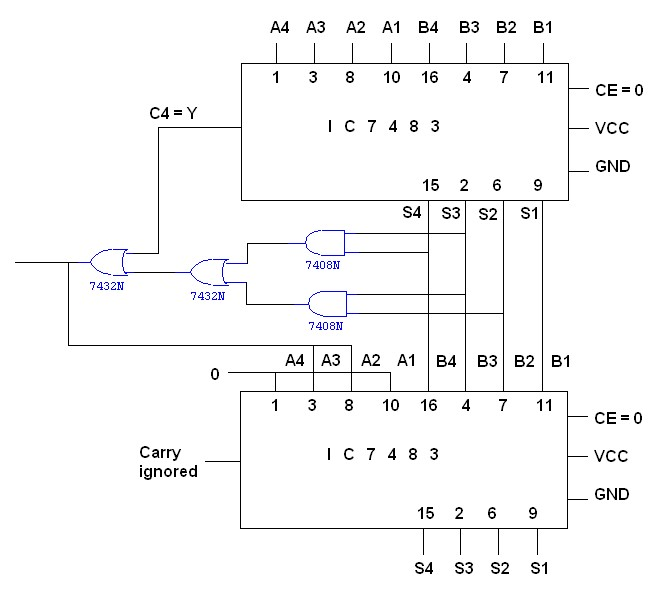 A4 A3 A2 A1 B4 B3 B2 B1
1 3 8 10 16 4 7 11
CE = 0
C4 = Y
I C 7 4 8 3
VCC
GND
15 2 6 9
S4 S3 S2 S1
7408N
7432N
7432N
7408N
A4 A3 A2 A1 B4 B3 B2 B1
0
1 3 8 10 16 4 7 11
CE = 0
Carry
ignored
I C 7 4 8 3
VCC
GND
15 2 6 9
S4 S3 S2 S1